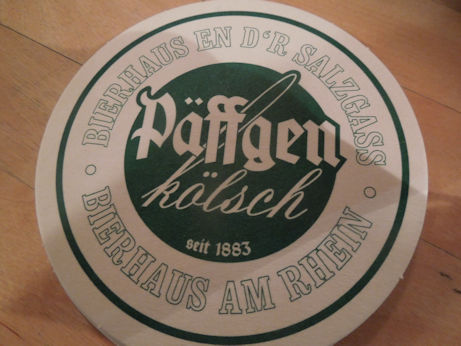 BIERHAUS EN D'R SALZGASS
Päffgen
kölsch
seit 1883
BIERHAUS AM RHEIN